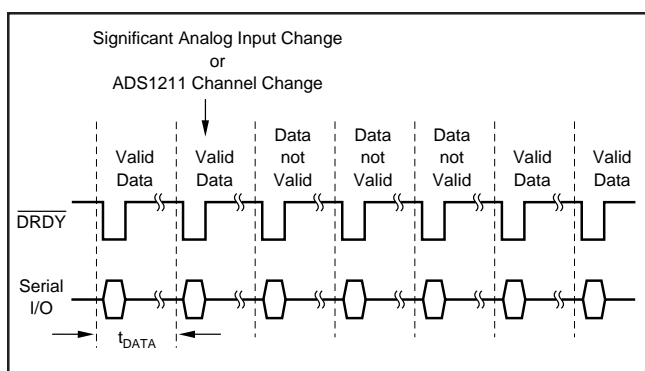 Significant Analog Input Change
or
ADS1211 Channel Change
Valid
Data
Valid
Data
Data
not
Valid
Data
not
Valid
Data
not
Valid
Valid
Data
Valid
Data
DRDY
Serial
I/O
tDATA